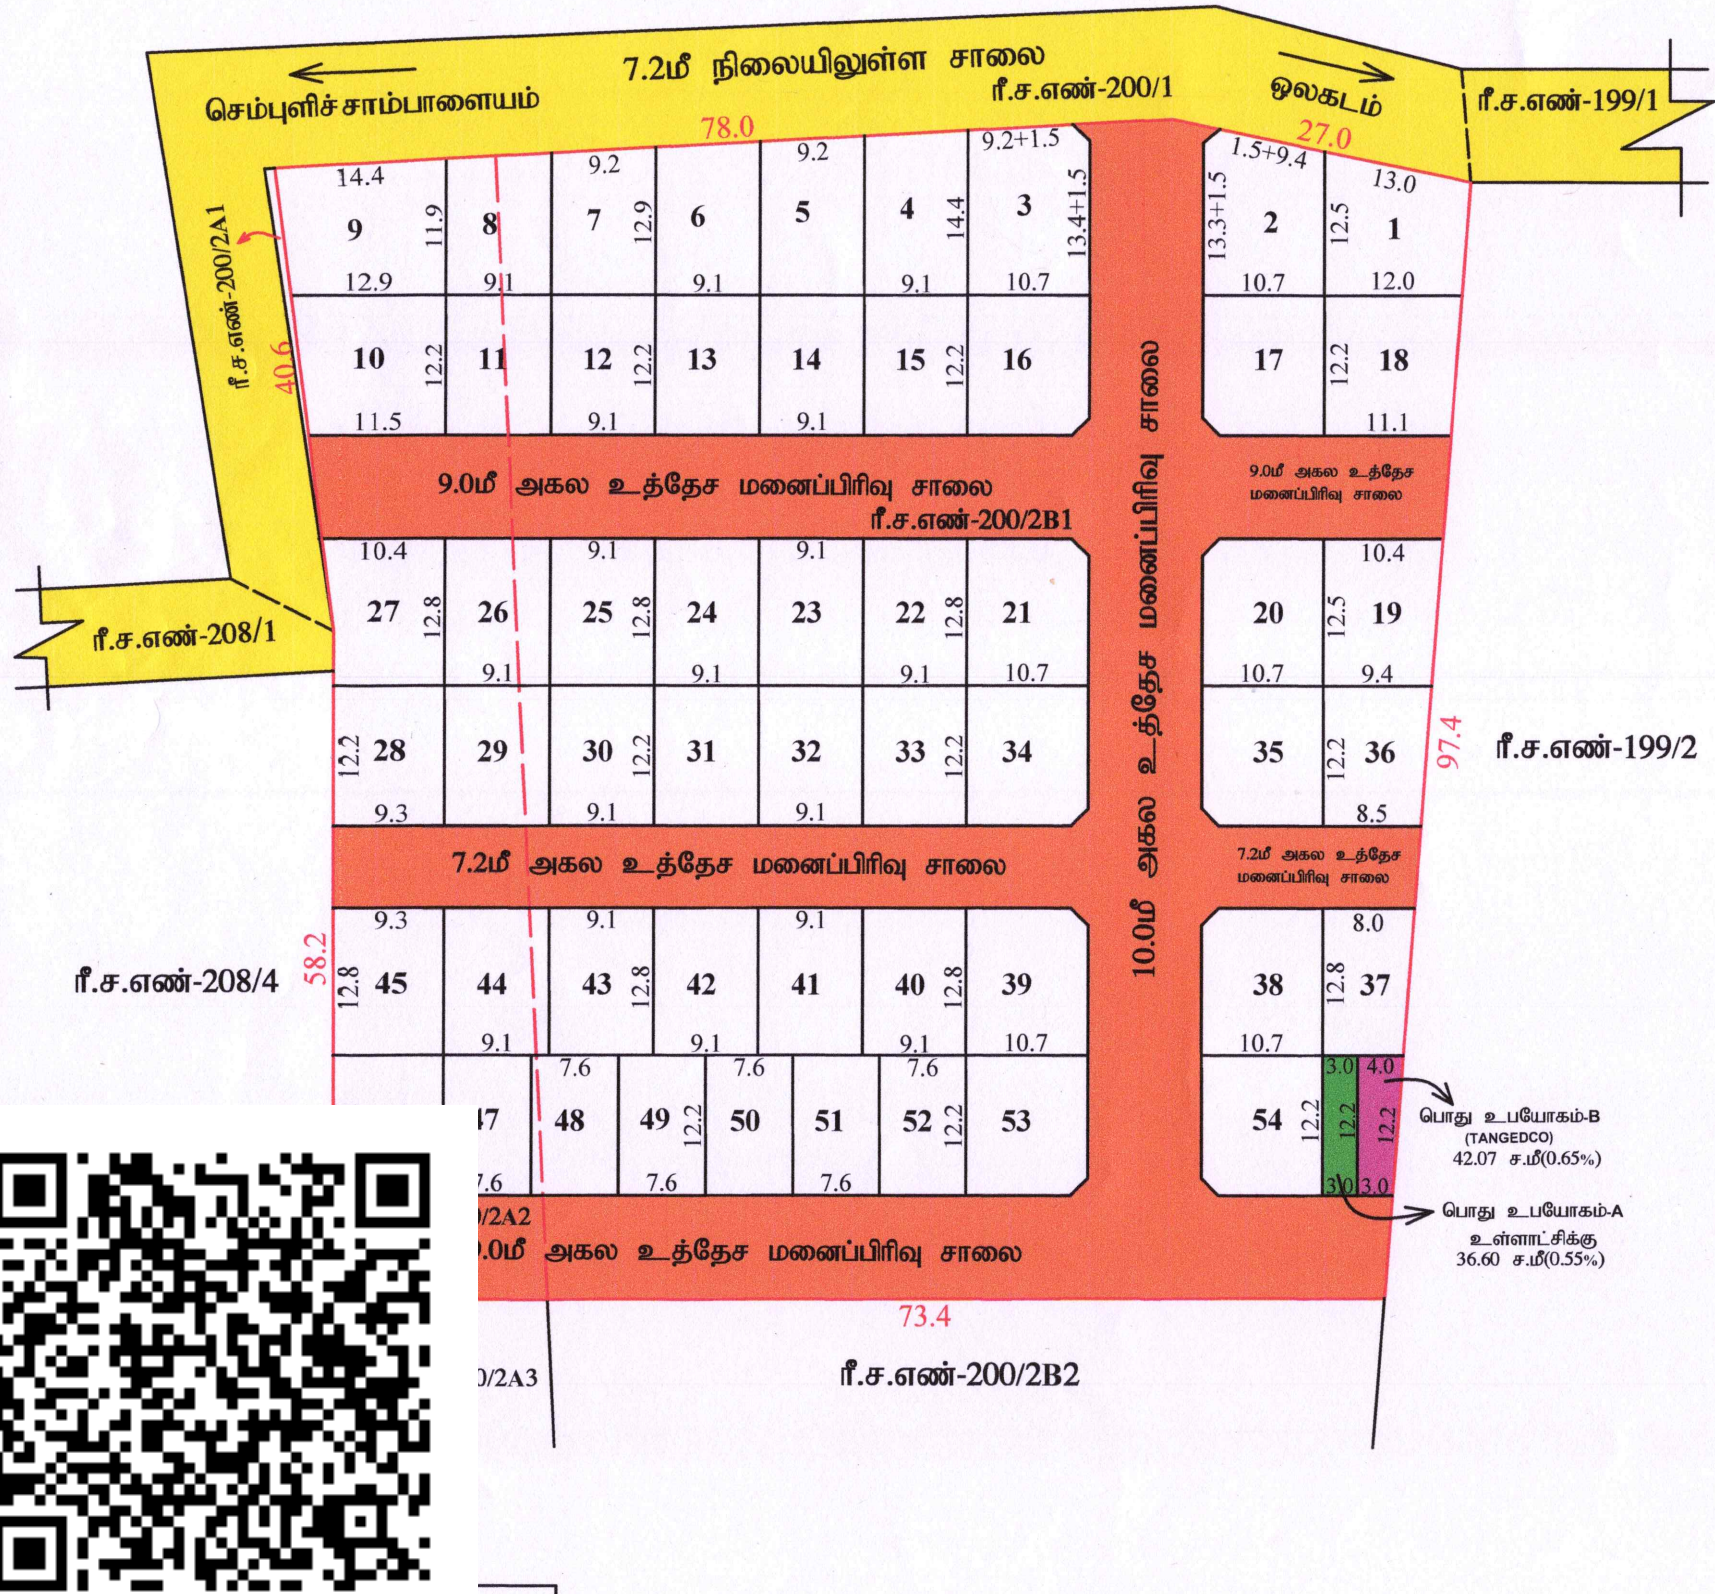 7.2மீ நிலையிலுள்ள சாலை
செம்புளிச்சாம்பாளையம்
ரீ.ச.எண்-200/1
ஒலகடம்
ரீ.ச.எண்-199/1
78.0
27.0
ரீ.ச.எண்-200/2A1
40.6
14.4 9.2 9.2 9.2+1.5 1.5+9.4 13.0
9 11.9 8 7 12.9 6 5 4 14.4 3 13.4+1.5 13.3+1.5 2 12.5 1
12.9 9.1 9.1 9.1 10.7 10.7 12.0
10 12.2 11 12 12.2 13 14 15 12.2 16 17 12.2 18
11.5 9.1 9.1 11.1
9.0மீ அகல உத்தேச மனைப்பிரிவு சாலை
ரீ.ச.எண்-200/2B1
9.0மீ அகல உத்தேச
மனைப்பிரிவு சாலை
10.0மீ அகல உத்தேச மனைப்பிரிவு சாலை
10.4 9.1 9.1 10.4
ரீ.ச.எண்-208/1
27 12.8 26 25 12.8 24 23 22 12.8 21 20 12.5 19
9.1 9.1 9.1 10.7 10.7 9.4
12.2 28 29 30 12.2 31 32 33 12.2 34 35 12.2 36
97.4
ரீ.ச.எண்-199/2
9.3 9.1 9.1 8.5
7.2மீ அகல உத்தேச மனைப்பிரிவு சாலை
7.2மீ அகல உத்தேச
மனைப்பிரிவு சாலை
9.3 9.1 9.1 8.0
ரீ.ச.எண்-208/4
58.2
12.8 45 44 43 12.8 42 41 40 12.8 39 38 12.8 37
9.1 9.1 9.1 10.7 10.7
7.6 7.6 7.6 3.0 4.0
47 48 49 12.2 50 51 52 12.2 53 54 12.2 12.2 12.2
7.6 7.6 7.6 3.0 3.0
பொது உபயோகம்-B
(TANGEDCO)
42.07 ச.மீ(0.65%)
பொது உபயோகம்-A
உள்ளாட்சிக்கு
36.60 ச.மீ(0.55%)
/2A2
.0மீ அகல உத்தேச மனைப்பிரிவு சாலை
73.4
/2A3
ரீ.ச.எண்-200/2B2